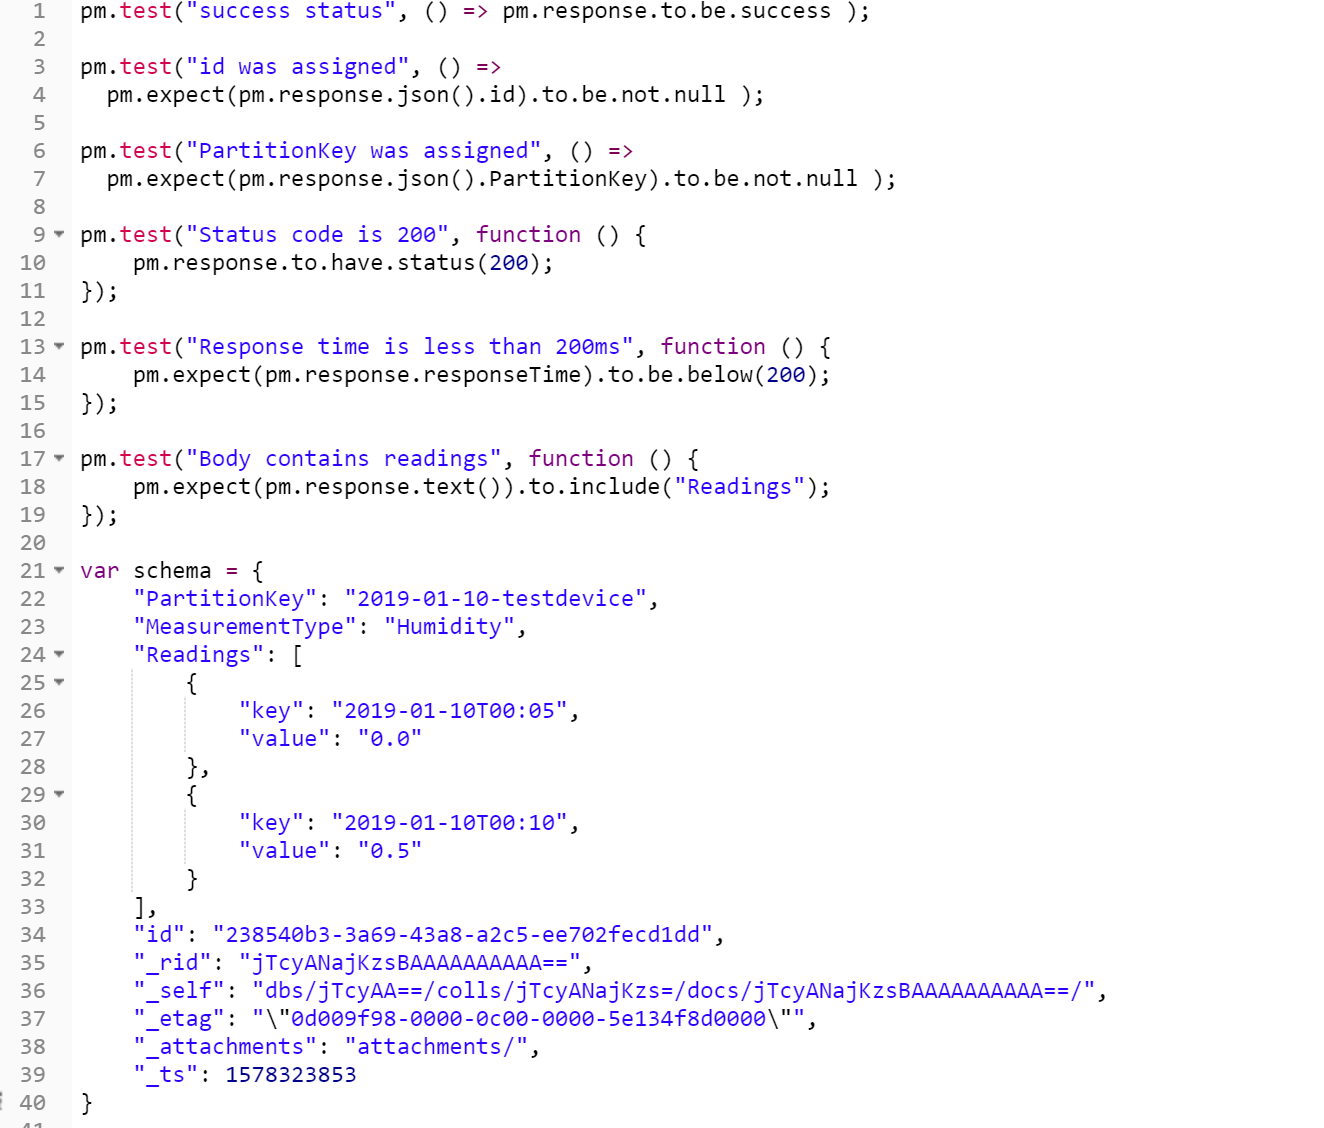 1 pm.test("success status", () => pm.response.to.be.success );
2
3 pm.test("id was assigned", () =>
4   pm.expect(pm.response.json().id).to.be.not.null );
5
6 pm.test("PartitionKey was assigned", () =>
7   pm.expect(pm.response.json().PartitionKey).to.be.not.null );
8
9 pm.test("Status code is 200", function () {
10     pm.response.to.have.status(200);
11 });
12
13 pm.test("Response time is less than 200ms", function () {
14     pm.expect(pm.response.responseTime).to.be.below(200);
15 });
16
17 pm.test("Body contains readings", function () {
18     pm.expect(pm.response.text()).to.include("Readings");
19 });
20
21 var schema = {
22     "PartitionKey": "2019-01-10-testdevice",
23     "MeasurementType": "Humidity",
24     "Readings": [
25         {
26             "key": "2019-01-10T00:05",
27             "value": "0.0"
28         },
29         {
30             "key": "2019-01-10T00:10",
31             "value": "0.5"
32         }
33     ],
34     "id": "238540b3-3a69-43a8-a2c5-ee702fecd1dd",
35     "_rid": "jTcyANajKzsBAAAAAAAAAA==",
36     "_self": "dbs/jTcyAA==/colls/jTcyANajKzs=/docs/jTcyANajKzsBAAAAAAAAAA==/",
37     "_etag": "\"0d009f98-0000-0c00-0000-5e134f8d0000\"",
38     "_attachments": "attachments/",
39     "_ts": 1578323853
40 }
41